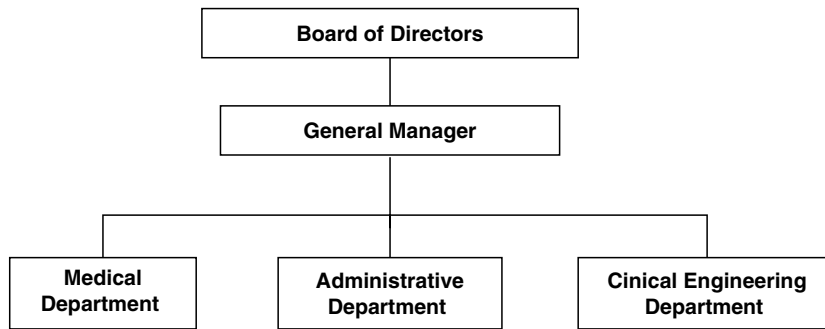 Board of Directors
General Manager
Medical
Department
Administrative
Department
Cinical Engineering
Department